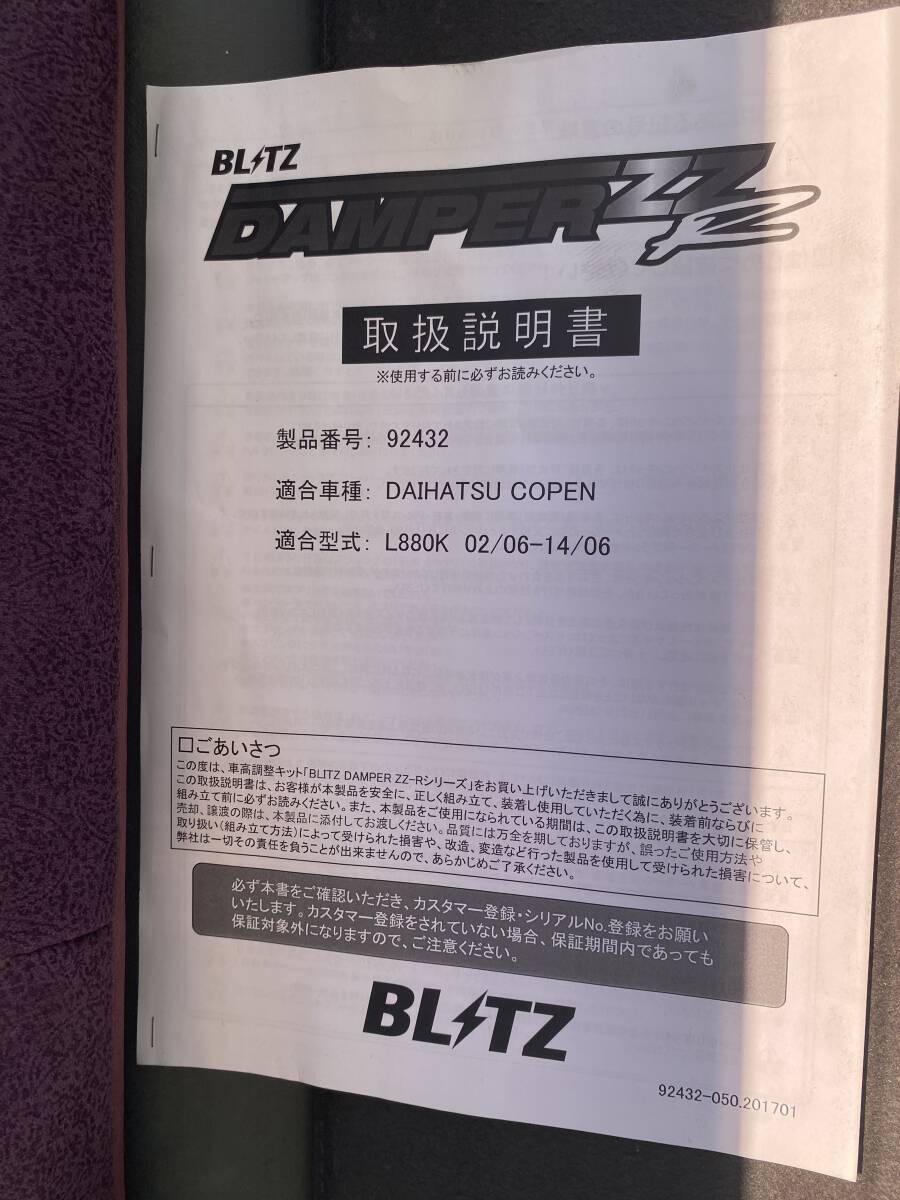 BLITZ
DAMPER ZZ R
取扱説明書
※使用する前に必ずお読みください。
製品番号: 92432
適合車種: DAIHATSU COPEN
適合型式: L880K 02/06-14/06
□ごあいさつ
この度は、車高調整キット「BLITZ DAMPER ZZ-Rシリーズ」をお買い上げいただきまして誠にありがとうございます。
この取扱説明書は、お客様が本製品を安全に、正しく組み立て、装着し使用していただく為に、装着前ならびに
組み立て前に必ずお読みください。また、本製品をご使用になられている期間は、この取扱説明書を大切に保管し、
売却、譲渡の際は、本製品に添付してお渡しください。品質には万全を期しておりますが、誤ったご使用方法や
取り扱い(組み立て方法)によって受けられた損害や、改造、変造など行った製品を使用して受けられた損害について、
弊社は一切その責任を負うことが出来ませんので、あらかじめご了承ください。
必ず本書をご確認いただき、カスタマー登録・シリアルNo.登録をお願い
いたします。カスタマー登録をされていない場合、保証期間内であっても
保証対象外になりますので、ご注意ください。
BLITZ
92432-050.201701